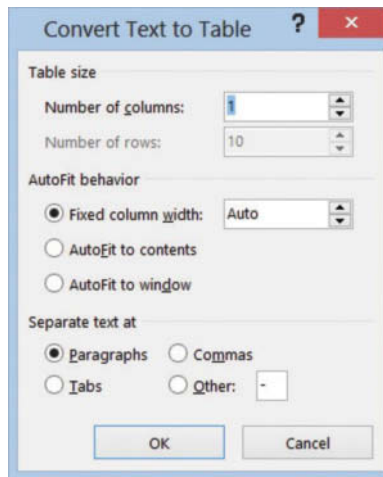 Convert Text to Table ? ×
Table size
Number of columns: 1
Number of rows: 10
AutoFit behavior
Fixed column width: Auto
AutoFit to contents
AutoFit to window
Separate text at
Paragraphs Commas
Tabs Other: -
OK Cancel